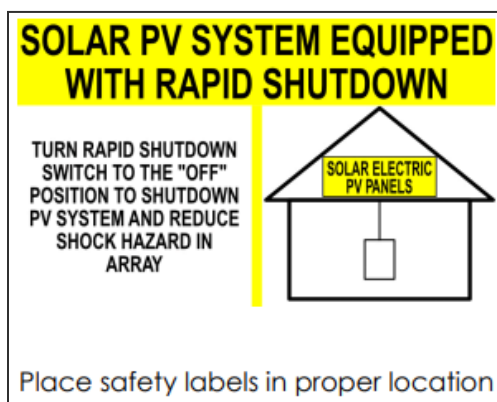 SOLAR PV SYSTEM EQUIPPED
WITH RAPID SHUTDOWN
TURN RAPID SHUTDOWN
SWITCH TO THE "OFF"
POSITION TO SHUTDOWN
PV SYSTEM AND REDUCE
SHOCK HAZARD IN
ARRAY
SOLAR ELECTRIC
PV PANELS
Place safety labels in proper location